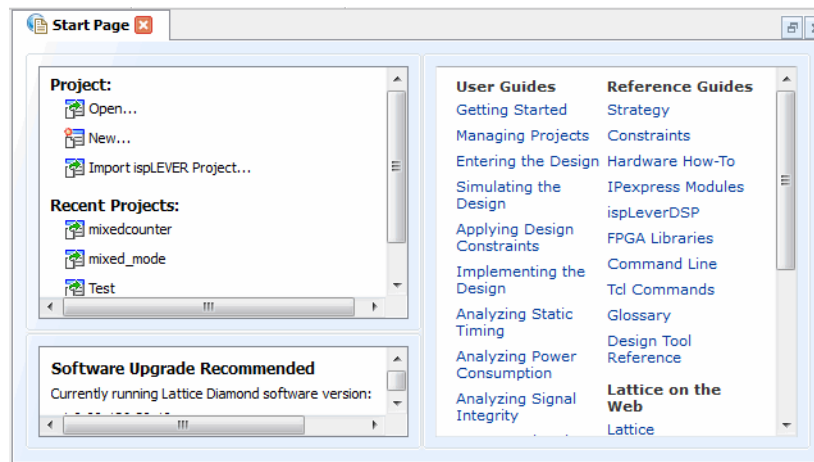 Start Page
Project:
Open...
New...
Import ispLEVER Project...
Recent Projects:
mixedcounter
mixed_mode
Test
Software Upgrade Recommended
Currently running Lattice Diamond software version:
User Guides
Getting Started
Managing Projects
Entering the Design
Simulating the
Design
Applying Design
Constraints
Implementing the
Design
Analyzing Static
Timing
Analyzing Power
Consumption
Analyzing Signal
Integrity
Reference Guides
Strategy
Constraints
Hardware How-To
IPexpress Modules
ispLeverDSP
FPGA Libraries
Command Line
Tcl Commands
Glossary
Design Tool
Reference
Lattice on the
Web
Lattice